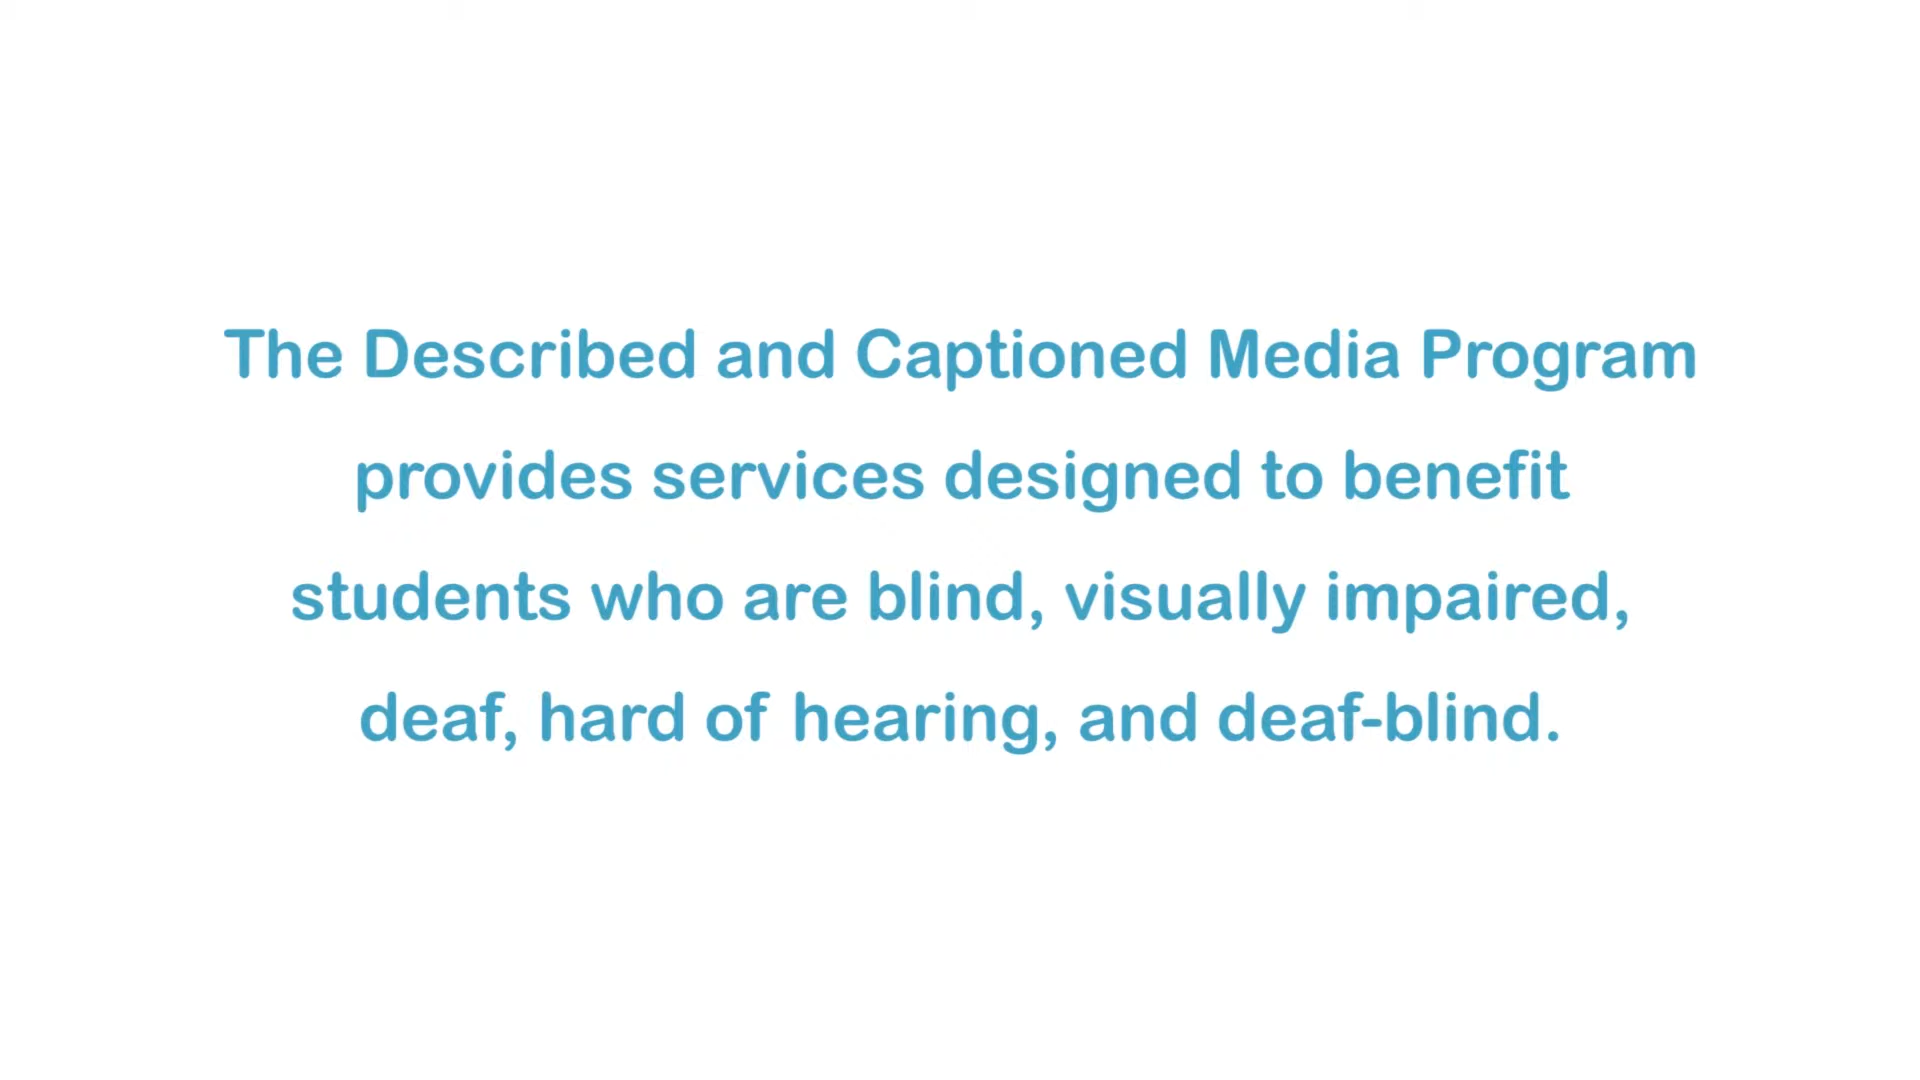 The Described and Captioned Media Program
provides services designed to benefit
students who are blind, visually impaired,
deaf, hard of hearing, and deaf-blind.